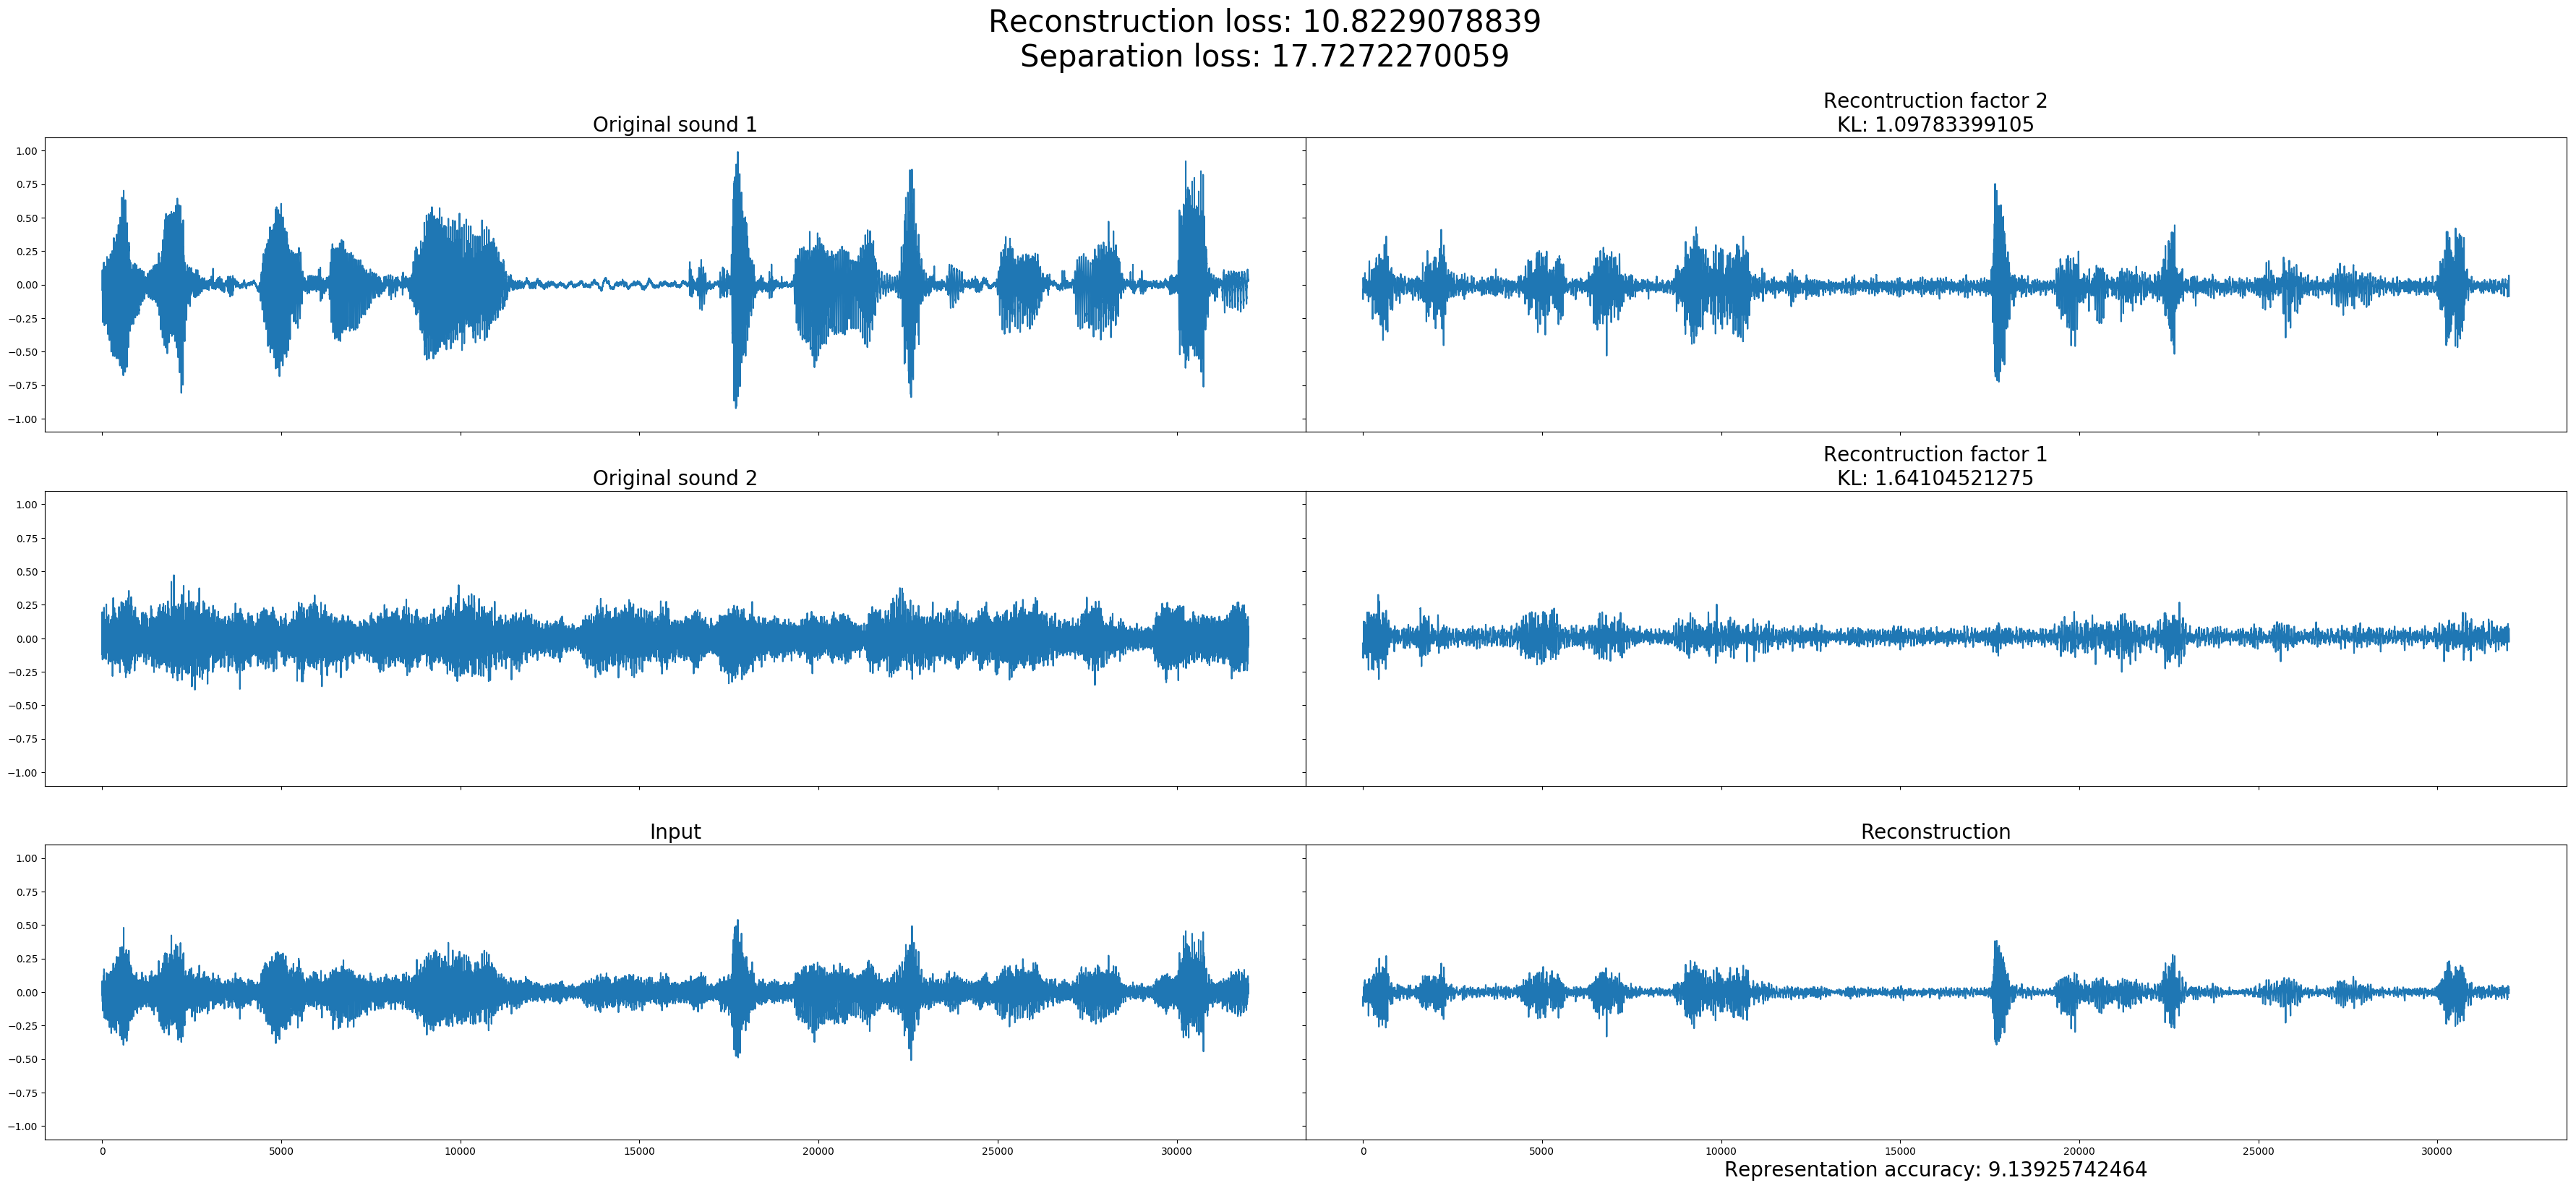 Reconstruction loss: 10.8229078839
Separation loss: 17.7272270059
Original sound 1
1.00
0.75
0.50
0.25
0.00
−0.25
−0.50
−0.75
−1.00
Recontruction factor 2
KL: 1.09783399105
Original sound 2
1.00
0.75
0.50
0.25
0.00
−0.25
−0.50
−0.75
−1.00
Recontruction factor 1
KL: 1.64104521275
Input
1.00
0.75
0.50
0.25
0.00
−0.25
−0.50
−0.75
−1.00
0 5000 10000 15000 20000 25000 30000
Reconstruction
0 5000 10000 15000 20000 25000 30000
Representation accuracy: 9.13925742464